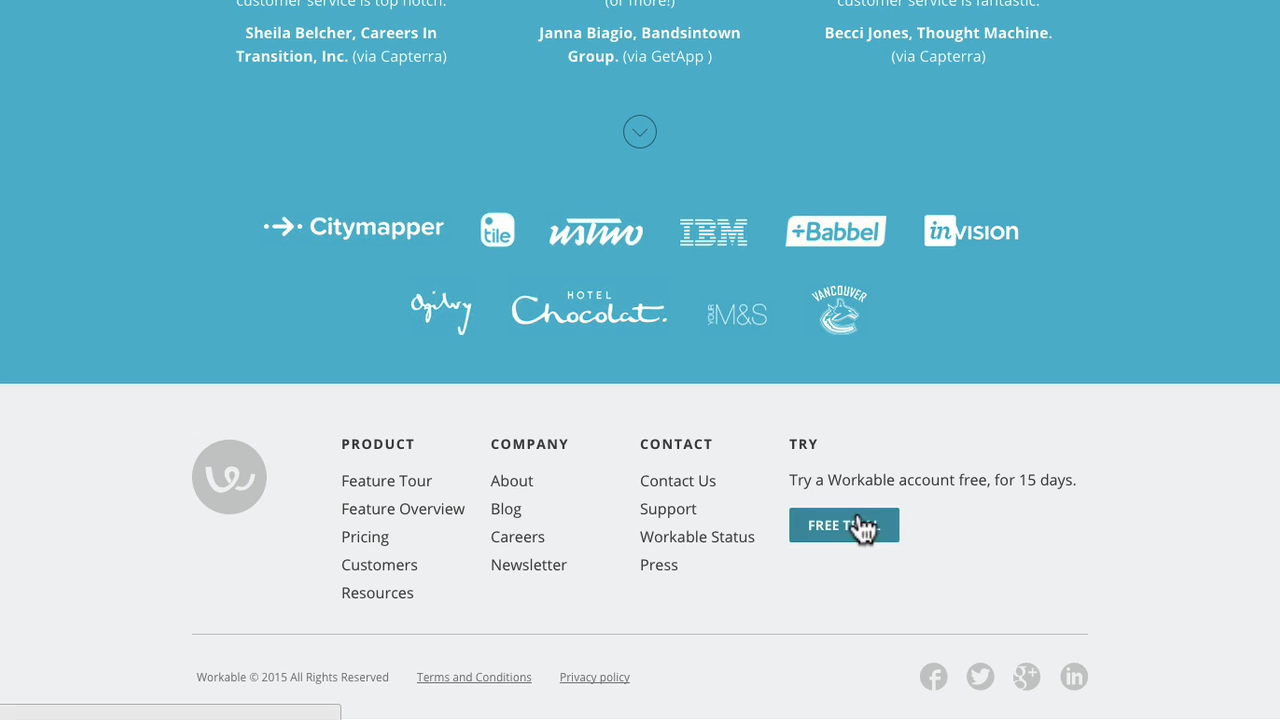 customer service is top notch.
(or more!)
customer service is fantastic.
Sheila Belcher, Careers In
Transition, Inc. (via Capterra)
Janna Biagio, Bandsintown
Group. (via GetApp )
Becci Jones, Thought Machine.
(via Capterra)
Citymapper
tile
ustwo
IBM
+Babbel
inVISION
Ogilvy
HOTEL
Chocolat.
YOUR M&S
VANCOUVER
PRODUCT
Feature Tour
Feature Overview
Pricing
Customers
Resources
COMPANY
About
Blog
Careers
Newsletter
CONTACT
Contact Us
Support
Workable Status
Press
TRY
Try a Workable account free, for 15 days.
FREE
Workable © 2015 All Rights Reserved
Terms and Conditions
Privacy policy